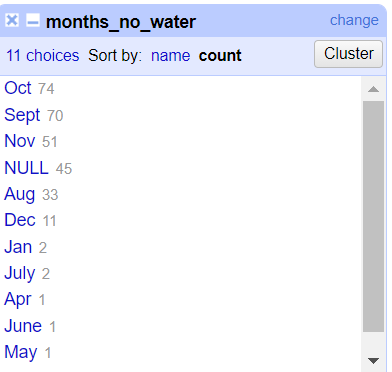 months_no_water change
11 choices Sort by: name count Cluster
Oct 74
Sept 70
Nov 51
NULL 45
Aug 33
Dec 11
Jan 2
July 2
Apr 1
June 1
May 1